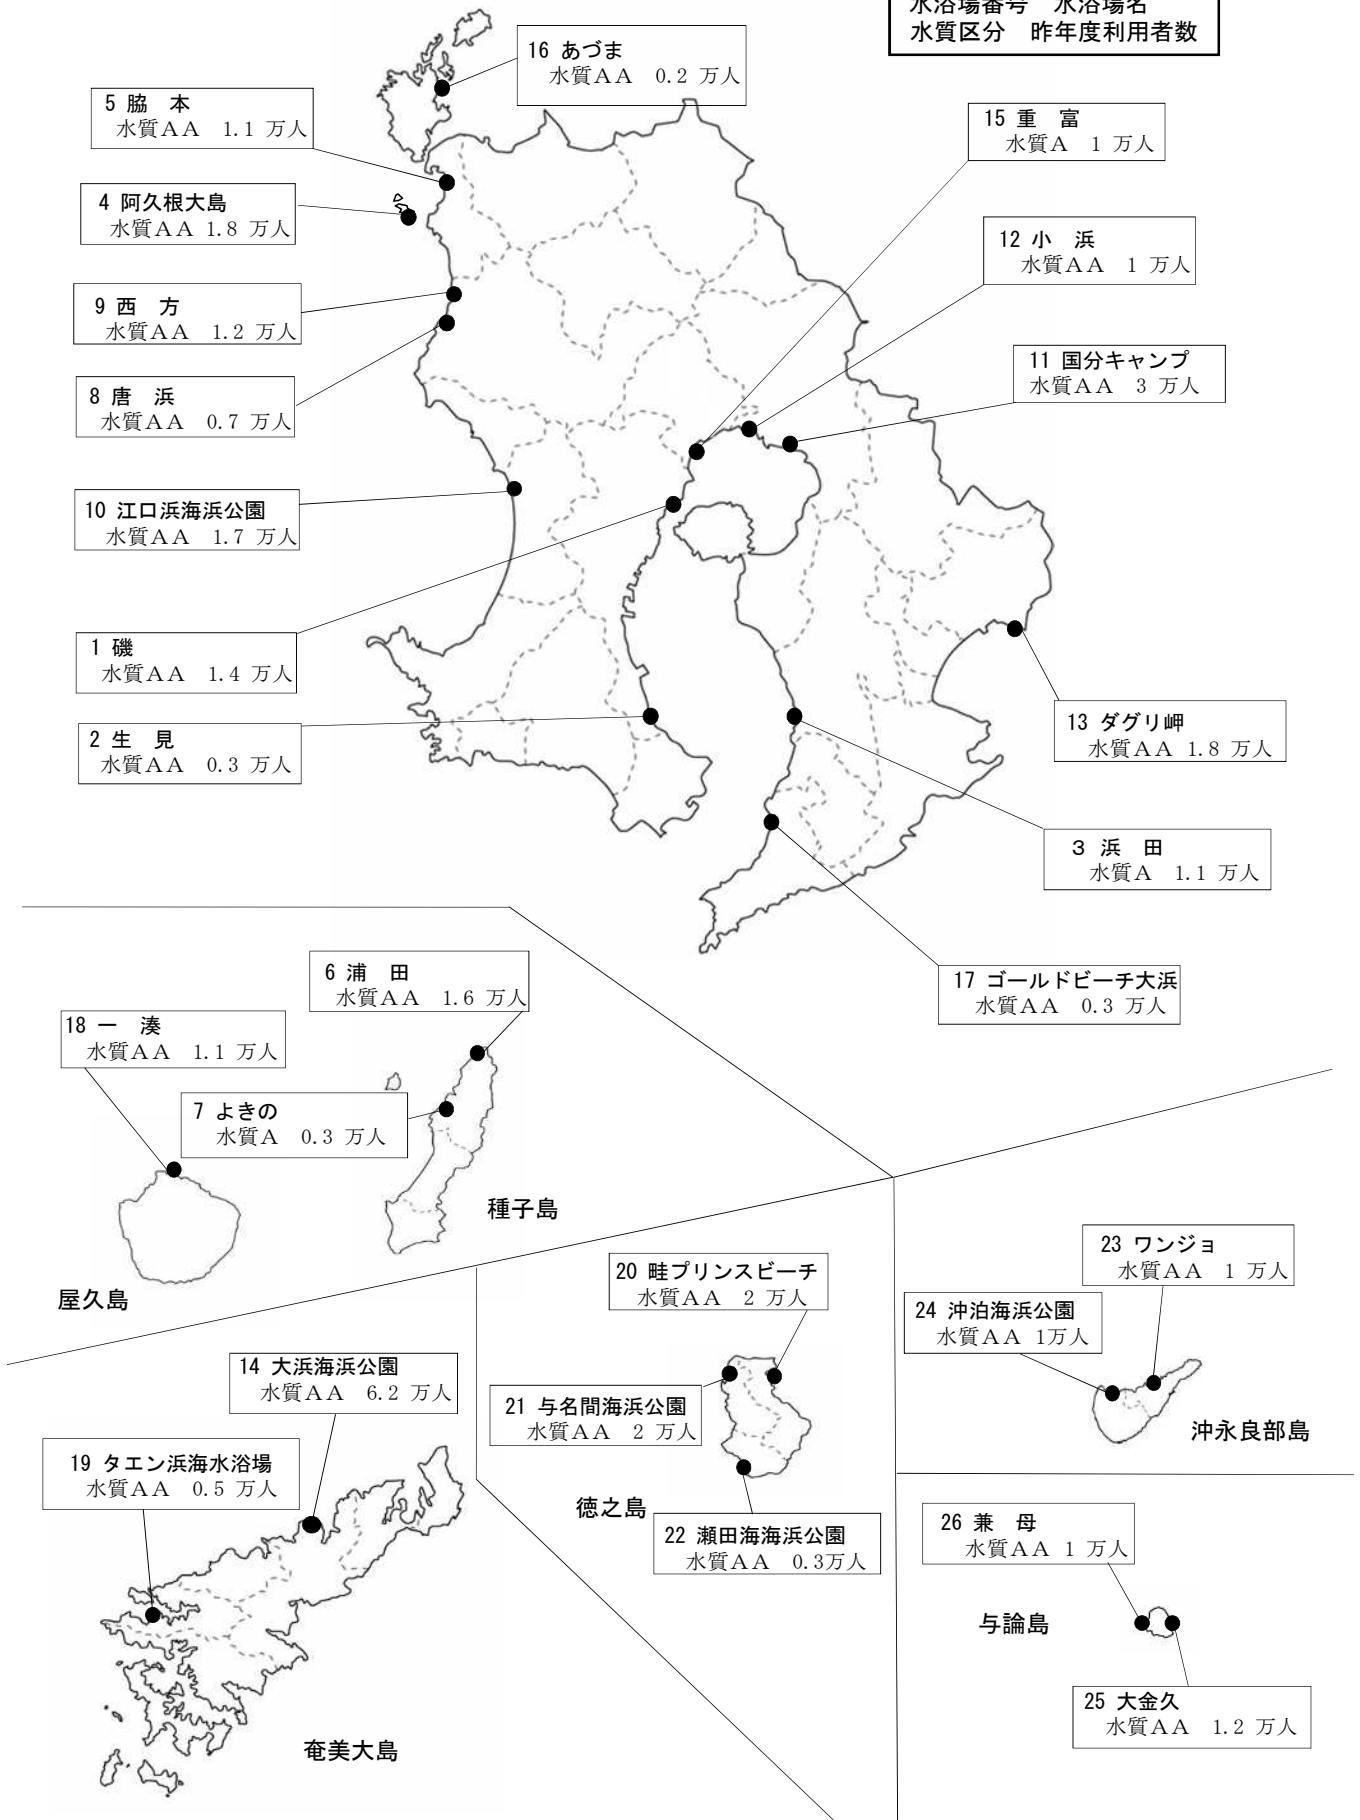 水浴場番号　水浴場名
水質区分　昨年度利用者数
16 あづま
水質ＡＡ　0.2 万人
5 脇　本
水質ＡＡ　1.1 万人
15 重　富
水質Ａ　1 万人
4 阿久根大島
水質ＡＡ 1.8 万人
12 小　浜
水質ＡＡ　1 万人
9 西　方
水質ＡＡ　1.2 万人
11 国分キャンプ
水質ＡＡ　3 万人
8 唐　浜
水質ＡＡ　0.7 万人
10 江口浜海浜公園
水質ＡＡ　1.7 万人
1 磯
水質ＡＡ　1.4 万人
13 ダグリ岬
水質ＡＡ 1.8 万人
2 生　見
水質ＡＡ　0.3 万人
3 浜　田
水質Ａ　1.1 万人
17 ゴールドビーチ大浜
水質ＡＡ　0.3 万人
6 浦　田
水質ＡＡ　1.6 万人
18 一　湊
水質ＡＡ　1.1 万人
7 よきの
水質Ａ　0.3 万人
種子島
屋久島
20 畦プリンスビーチ
水質ＡＡ　2 万人
23 ワンジョ
水質ＡＡ　1 万人
24 沖泊海浜公園
水質ＡＡ 1万人
14 大浜海浜公園
水質ＡＡ　6.2 万人
21 与名間海浜公園
水質ＡＡ　2 万人
沖永良部島
19 タエン浜海水浴場
水質ＡＡ　0.5 万人
徳之島
22 瀬田海海浜公園
水質ＡＡ　0.3万人
26 兼　母
水質ＡＡ 1 万人
与論島
25 大金久
水質ＡＡ　1.2 万人
奄美大島